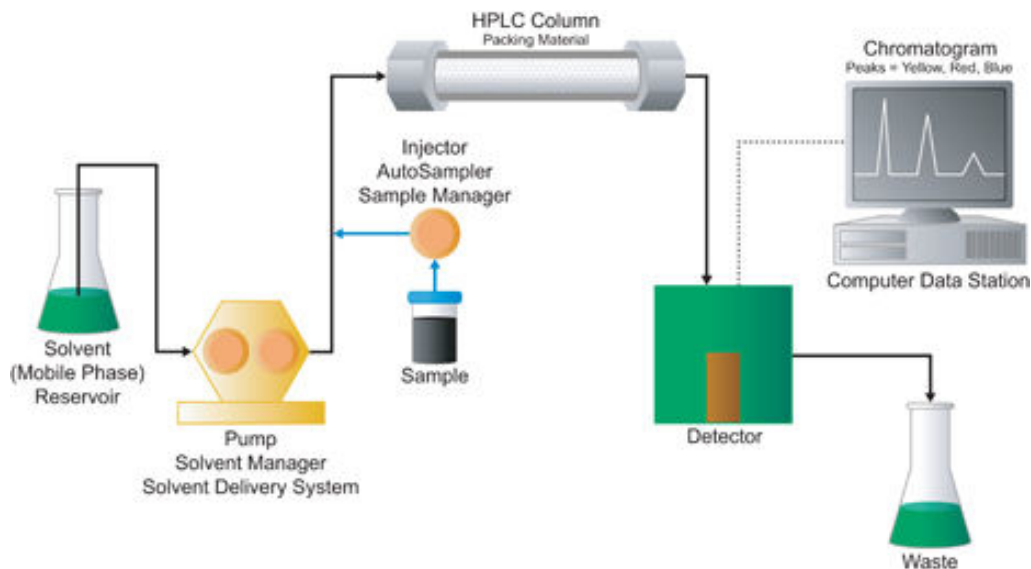 HPLC Column
Packing Material
Chromatogram
Peaks = Yellow, Red, Blue
Injector
AutoSampler
Sample Manager
Computer Data Station
Solvent
(Mobile Phase)
Reservoir
Sample
Pump
Solvent Manager
Solvent Delivery System
Detector
Waste